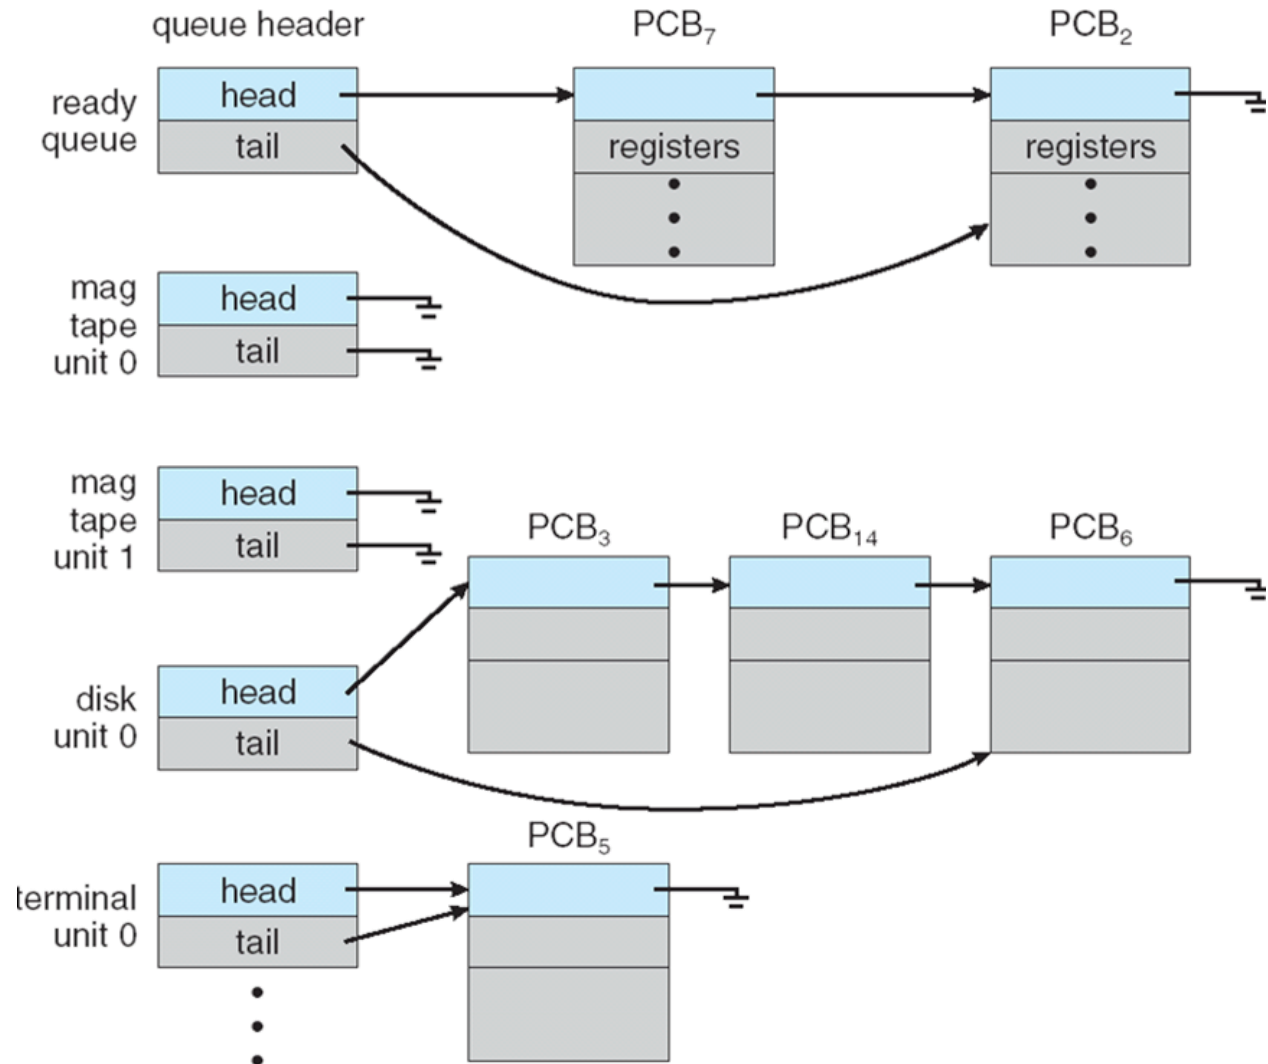 queue header
PCB₇
PCB₂
ready
queue
head
tail
registers
registers
mag
tape
unit 0
head
tail
mag
tape
unit 1
head
tail
PCB₃
PCB₁₄
PCB₆
disk
unit 0
head
tail
PCB₅
terminal
unit 0
head
tail